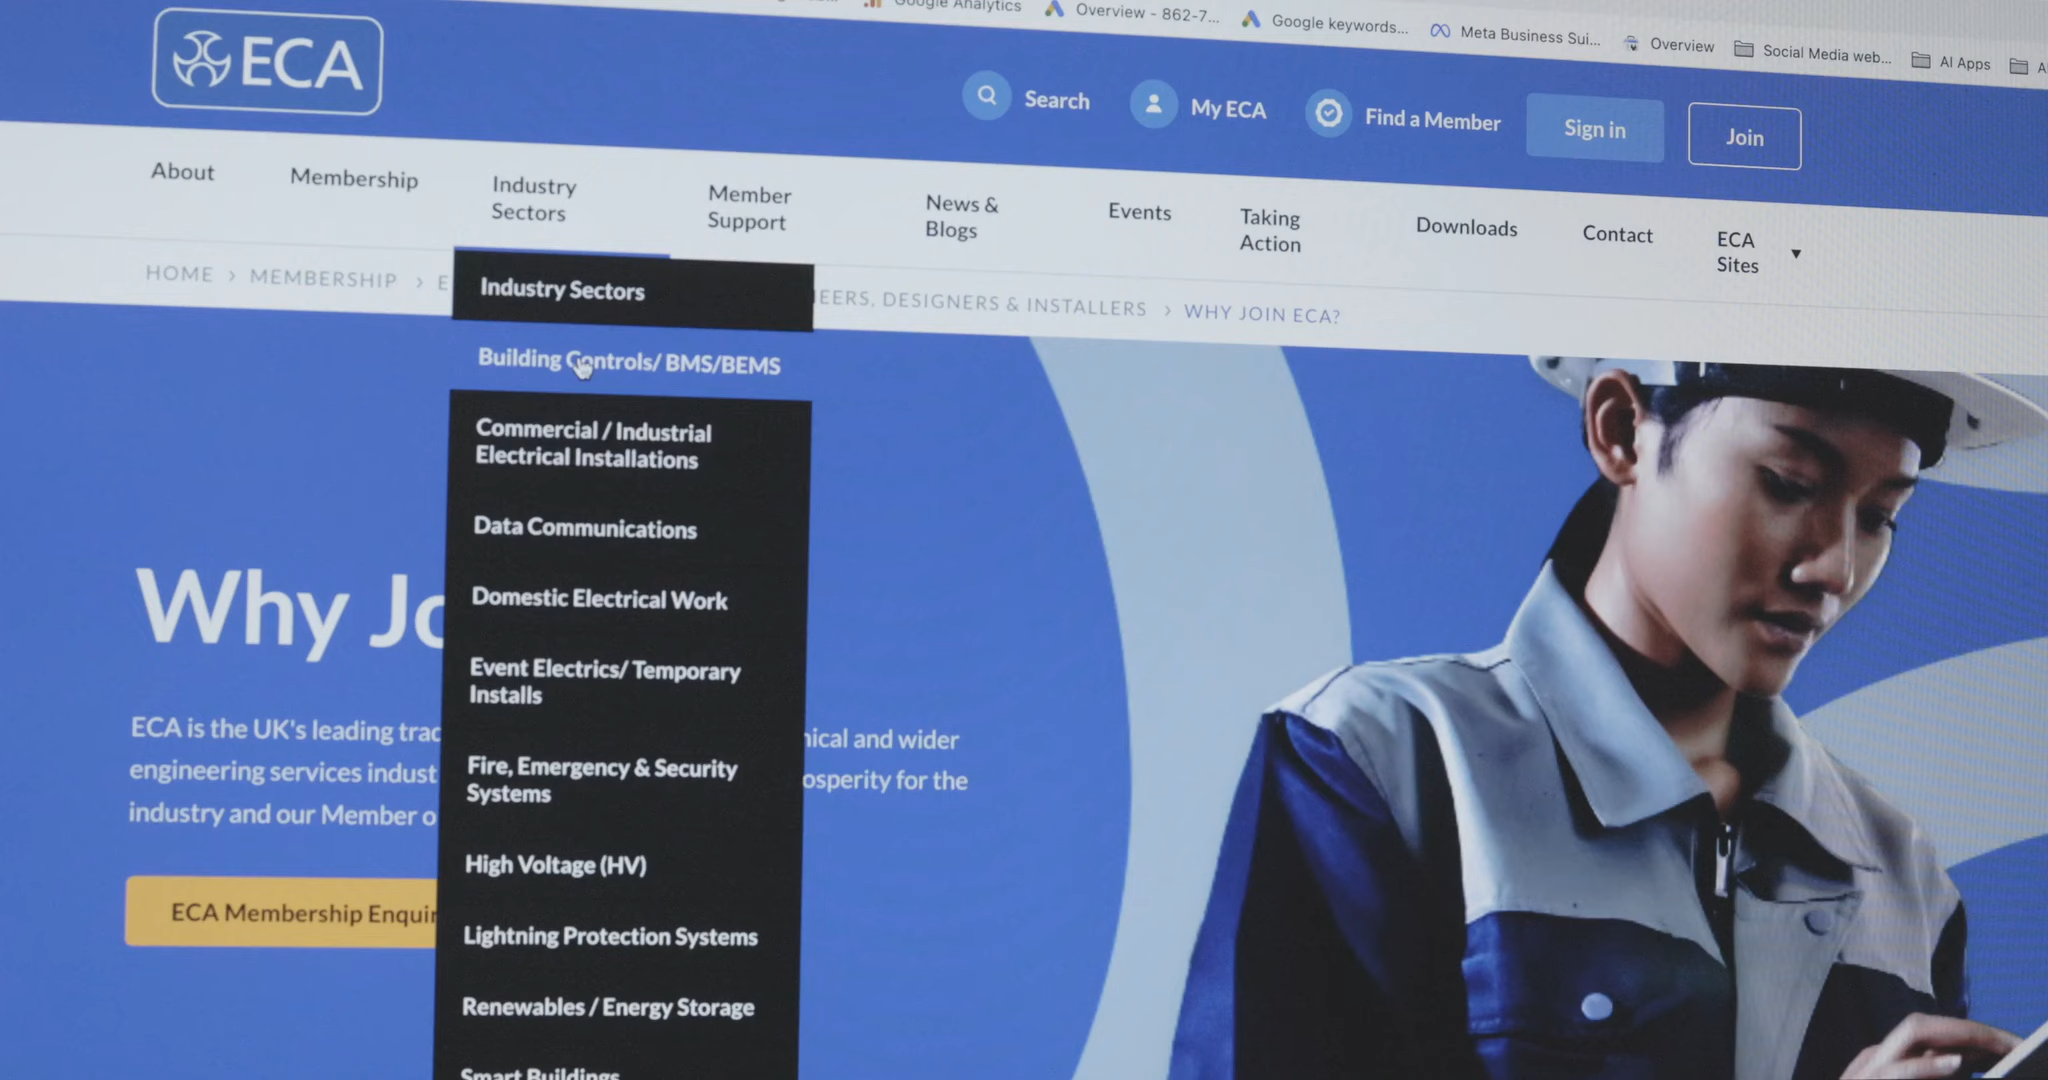 Google Analytics
Overview - 862-7...
Google keywords...
Meta Business Sui...
Overview
Social Media web...
AI Apps
ECA
Search
My ECA
Find a Member
Sign in
Join
About
Membership
Industry
Sectors
Member
Support
News &
Blogs
Events
Taking
Action
Downloads
Contact
ECA
Sites
HOME > MEMBERSHIP > E
EERS, DESIGNERS & INSTALLERS > WHY JOIN ECA?
Industry Sectors
Building Controls/ BMS/BEMS
Commercial / Industrial
Electrical Installations
Data Communications
Domestic Electrical Work
Event Electrics/ Temporary
Installs
Fire, Emergency & Security
Systems
High Voltage (HV)
Lightning Protection Systems
Renewables / Energy Storage
Smart Buildings
Why Jo
ECA is the UK's leading trad
nical and wider
engineering services indust
osperity for the
industry and our Member o
ECA Membership Enquir